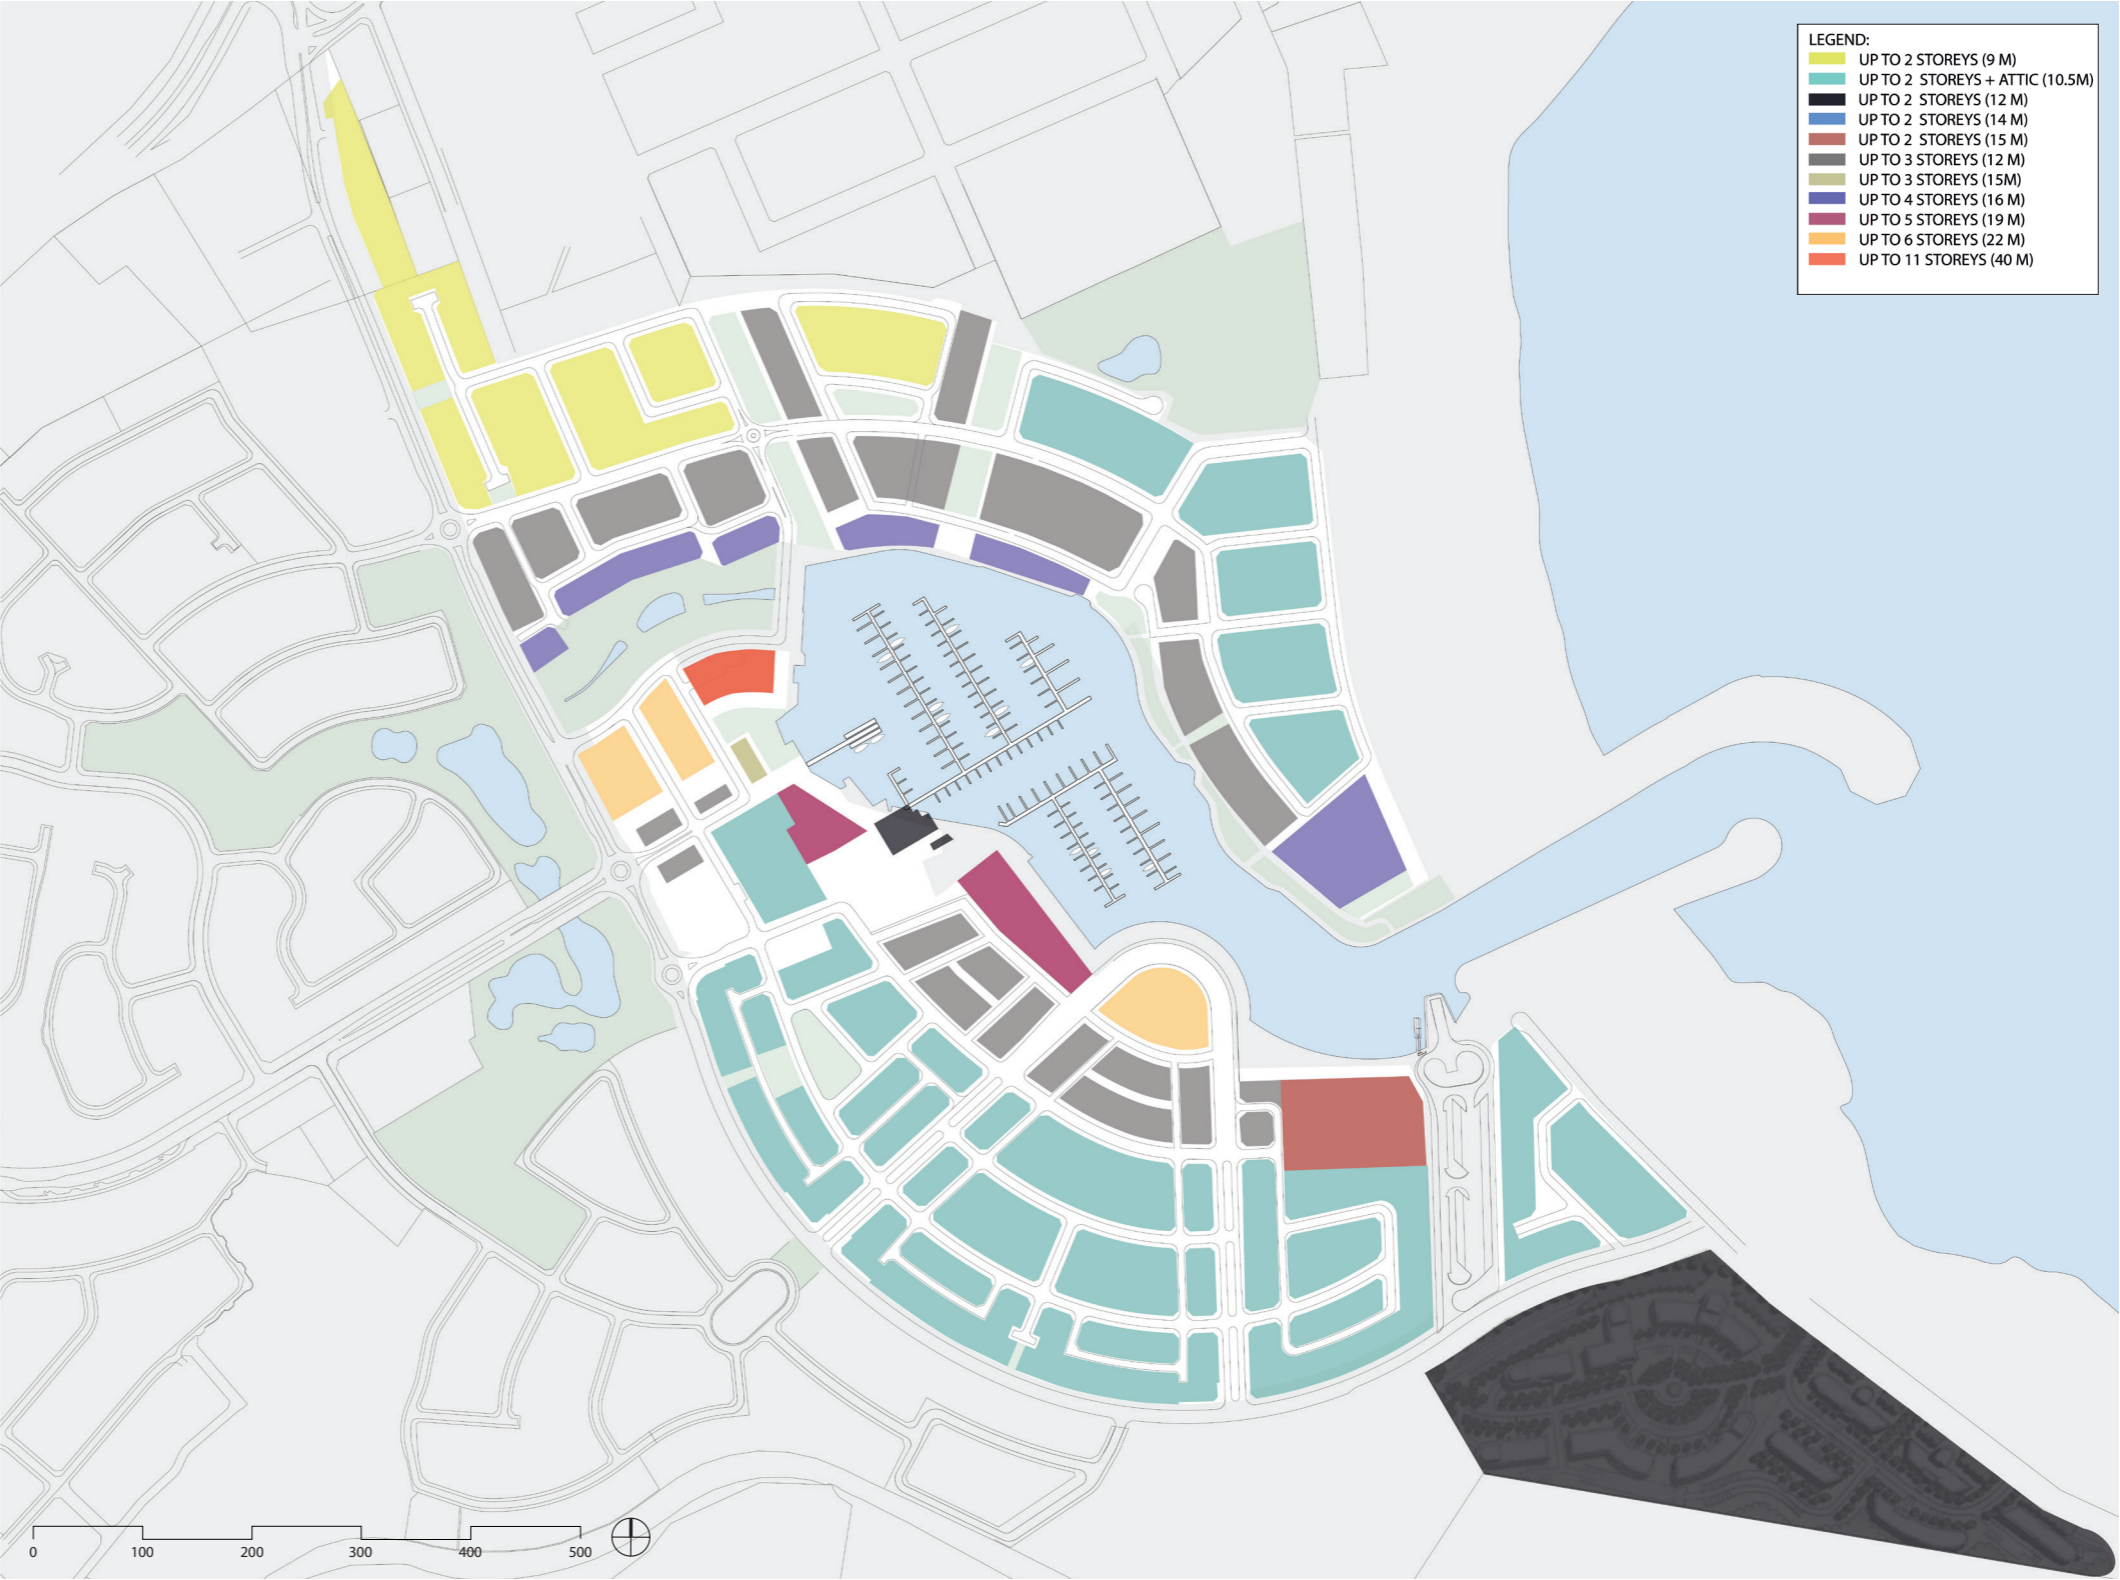 LEGEND:
UP TO 2 STOREYS (9 M)
UP TO 2 STOREYS + ATTIC (10.5M)
UP TO 2 STOREYS (12 M)
UP TO 2 STOREYS (14 M)
UP TO 2 STOREYS (15 M)
UP TO 3 STOREYS (12 M)
UP TO 3 STOREYS (15M)
UP TO 4 STOREYS (16 M)
UP TO 5 STOREYS (19 M)
UP TO 6 STOREYS (22 M)
UP TO 11 STOREYS (40 M)
0 100 200 300 400 500